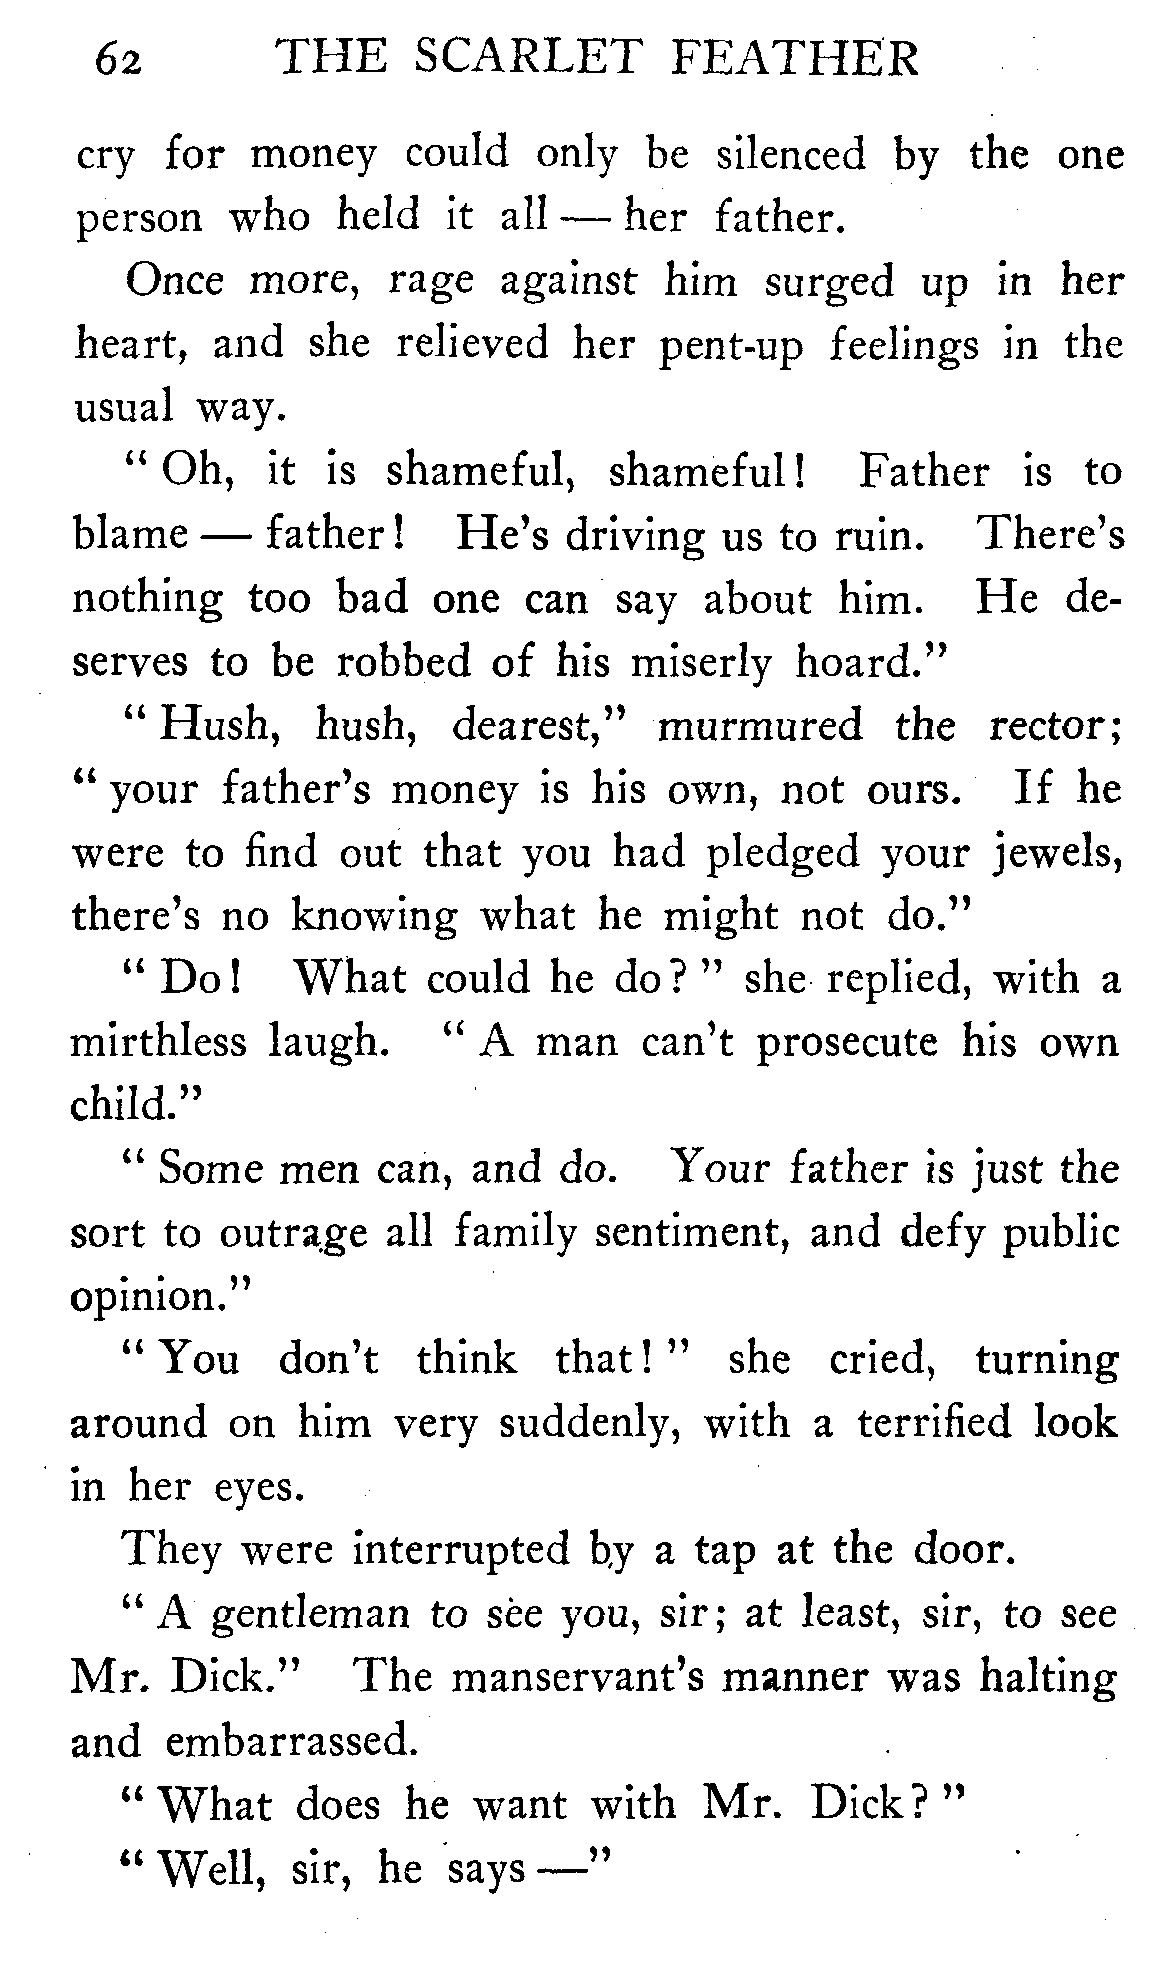 62 THE SCARLET FEATHER
cry for money could only be silenced by the one
person who held it all — her father.
Once more, rage against him surged up in her
heart, and she relieved her pent-up feelings in the
usual way.
“ Oh, it is shameful, shameful! Father is to
blame — father! He’s driving us to ruin. There’s
nothing too bad one can say about him. He de-
serves to be robbed of his miserly hoard.”
“ Hush, hush, dearest,” murmured the rector;
“ your father’s money is his own, not ours. If he
were to find out that you had pledged your jewels,
there’s no knowing what he might not do.”
“ Do! What could he do? ” she replied, with a
mirthless laugh. “ A man can’t prosecute his own
child.”
“ Some men can, and do. Your father is just the
sort to outrage all family sentiment, and defy public
opinion.”
“ You don’t think that! ” she cried, turning
around on him very suddenly, with a terrified look
in her eyes.
They were interrupted by a tap at the door.
“ A gentleman to see you, sir; at least, sir, to see
Mr. Dick.” The manservant’s manner was halting
and embarrassed.
“ What does he want with Mr. Dick? ”
“ Well, sir, he says —”